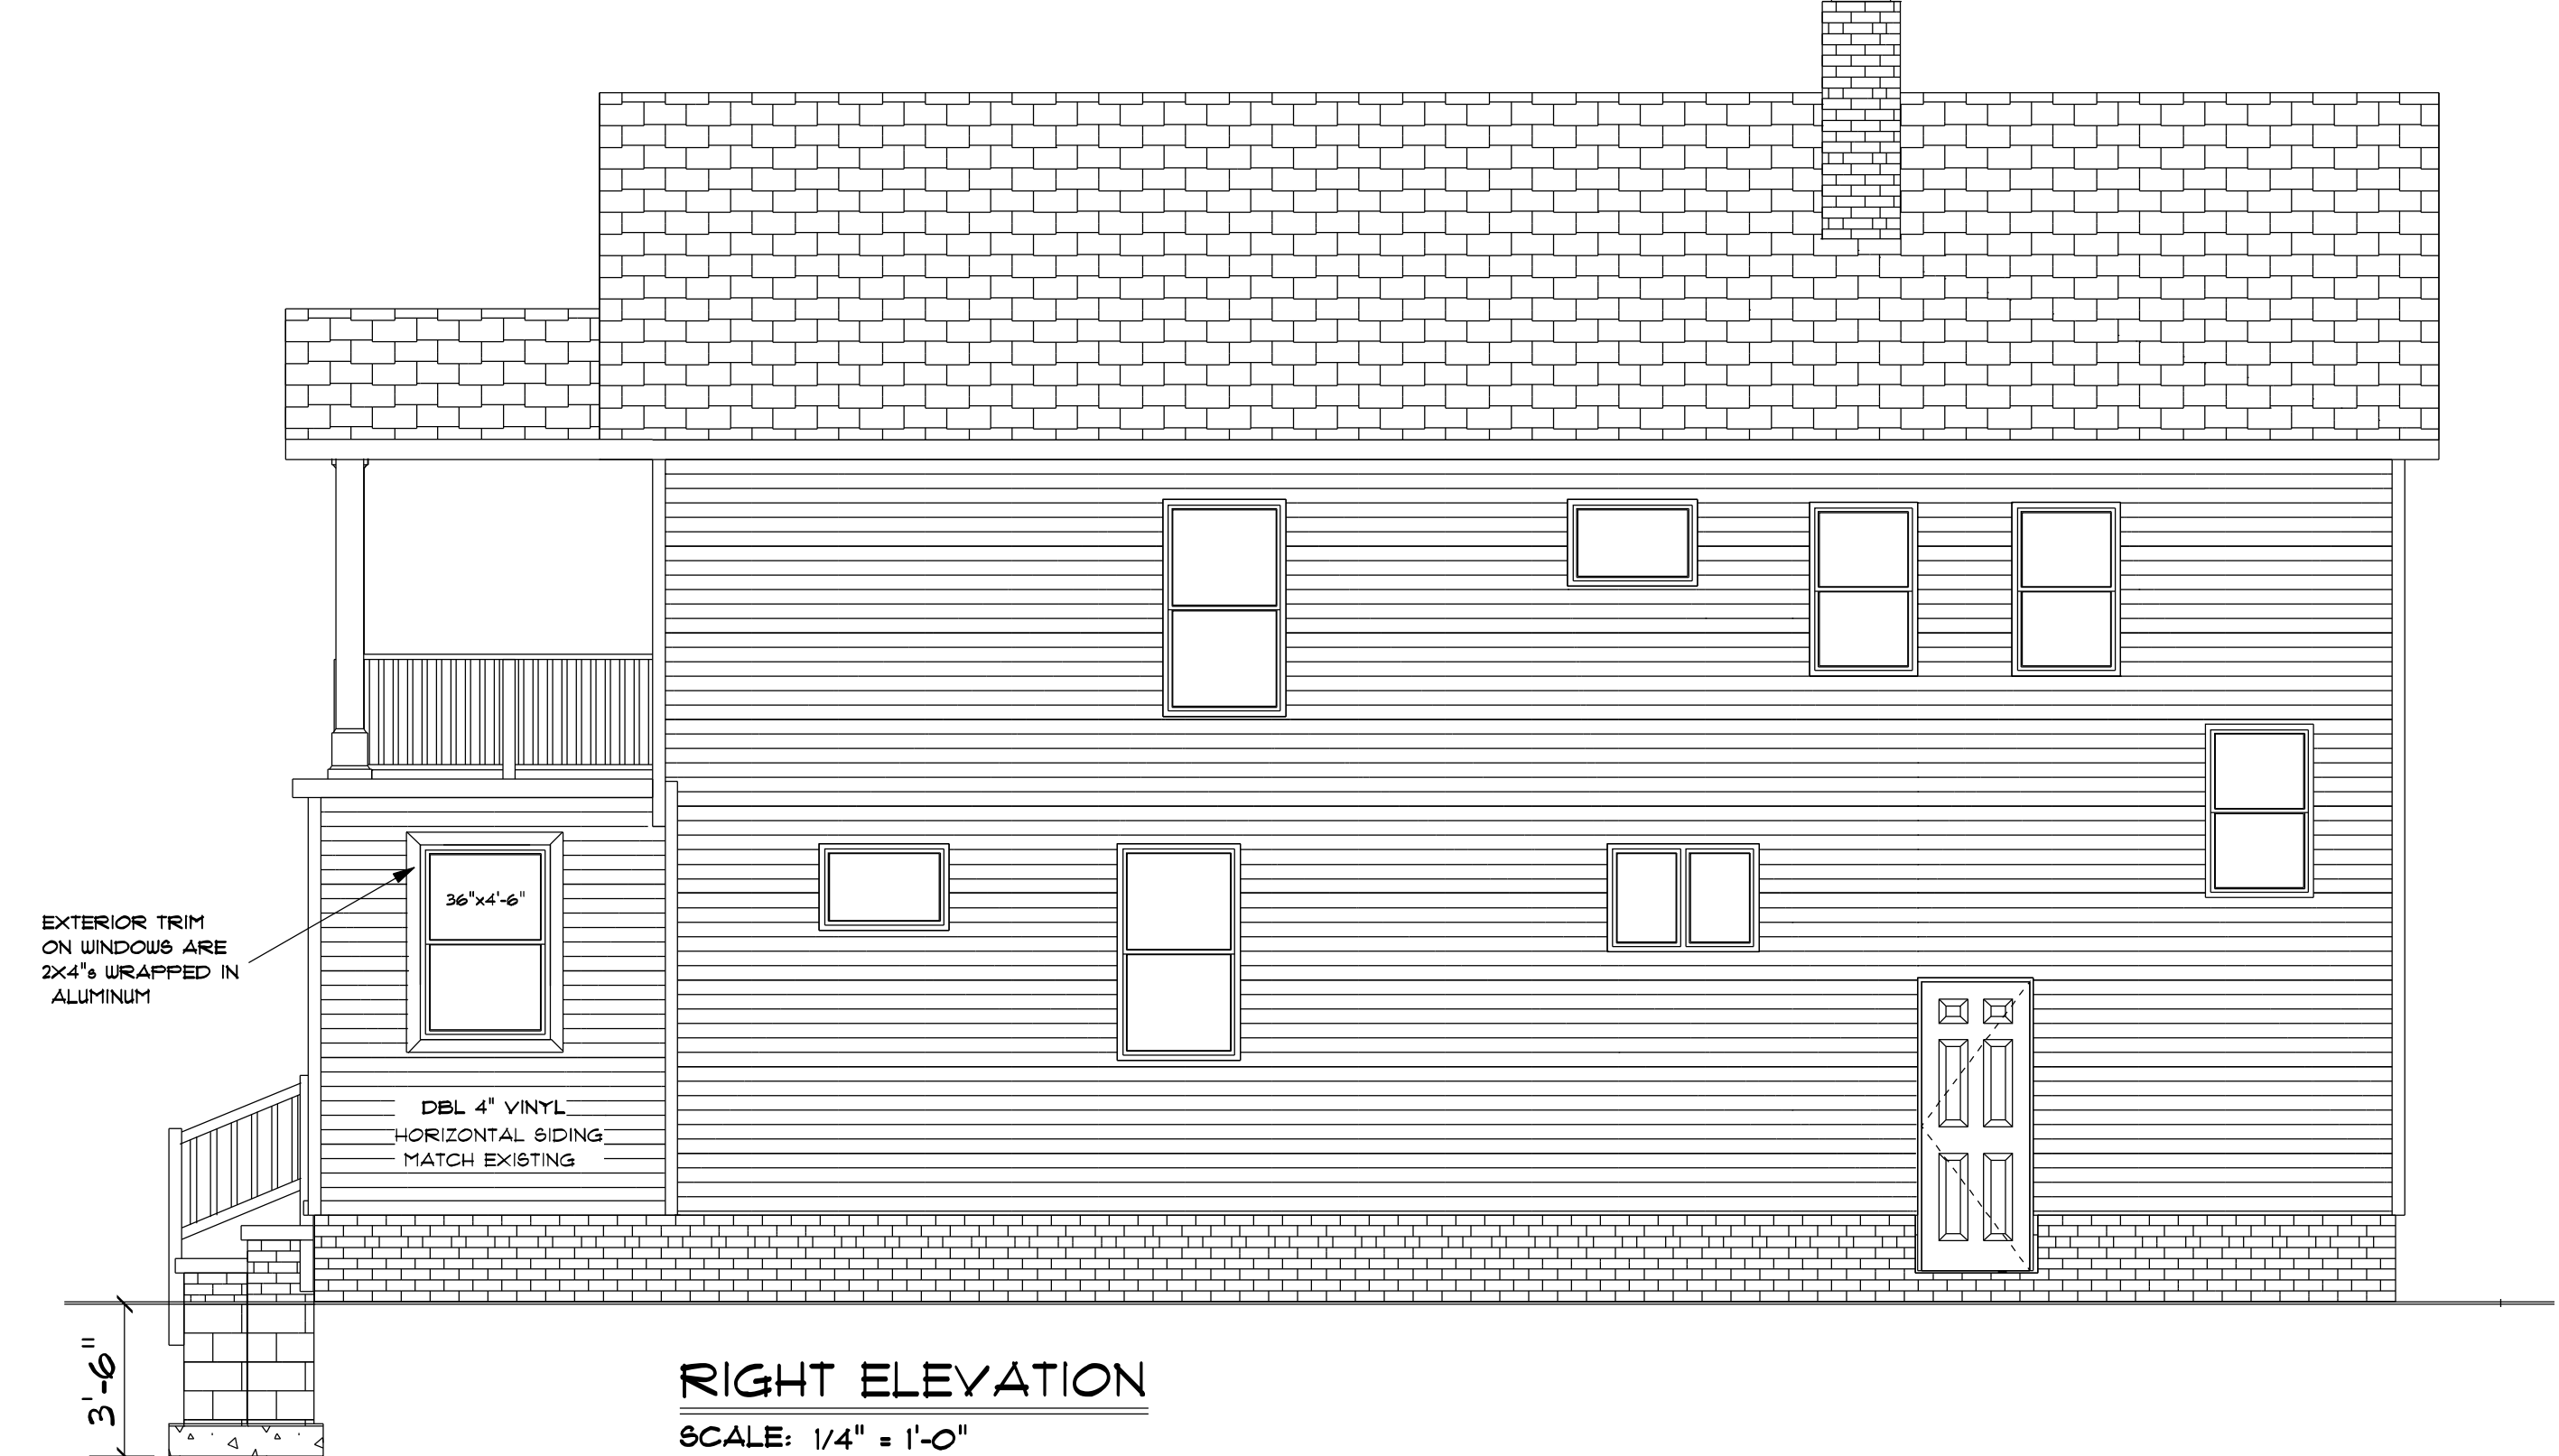 36"x4'-6"
EXTERIOR TRIM
ON WINDOWS ARE
2X4"s WRAPPED IN
ALUMINUM
DBL 4" VINYL
HORIZONTAL SIDING
MATCH EXISTING
3'-6"
RIGHT ELEVATION
SCALE: 1/4" = 1'-0"